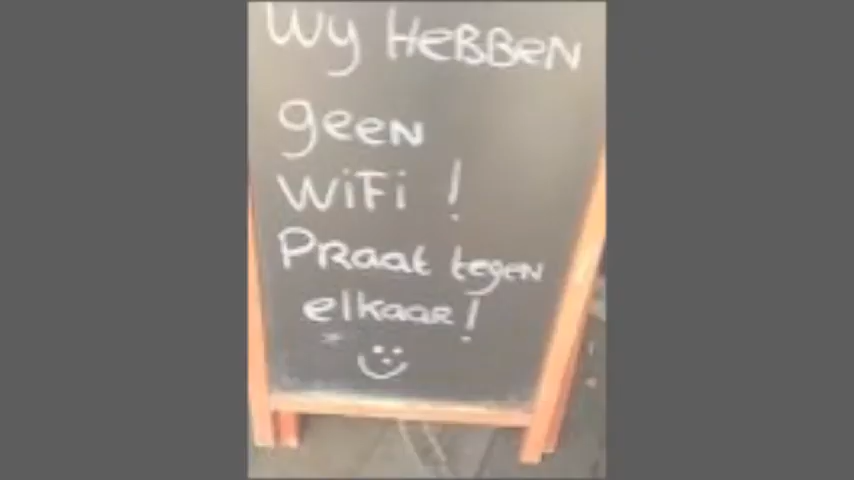 Wy HeBBeN
geeN
WiFi !
PRaat tegeN
elkaaR!